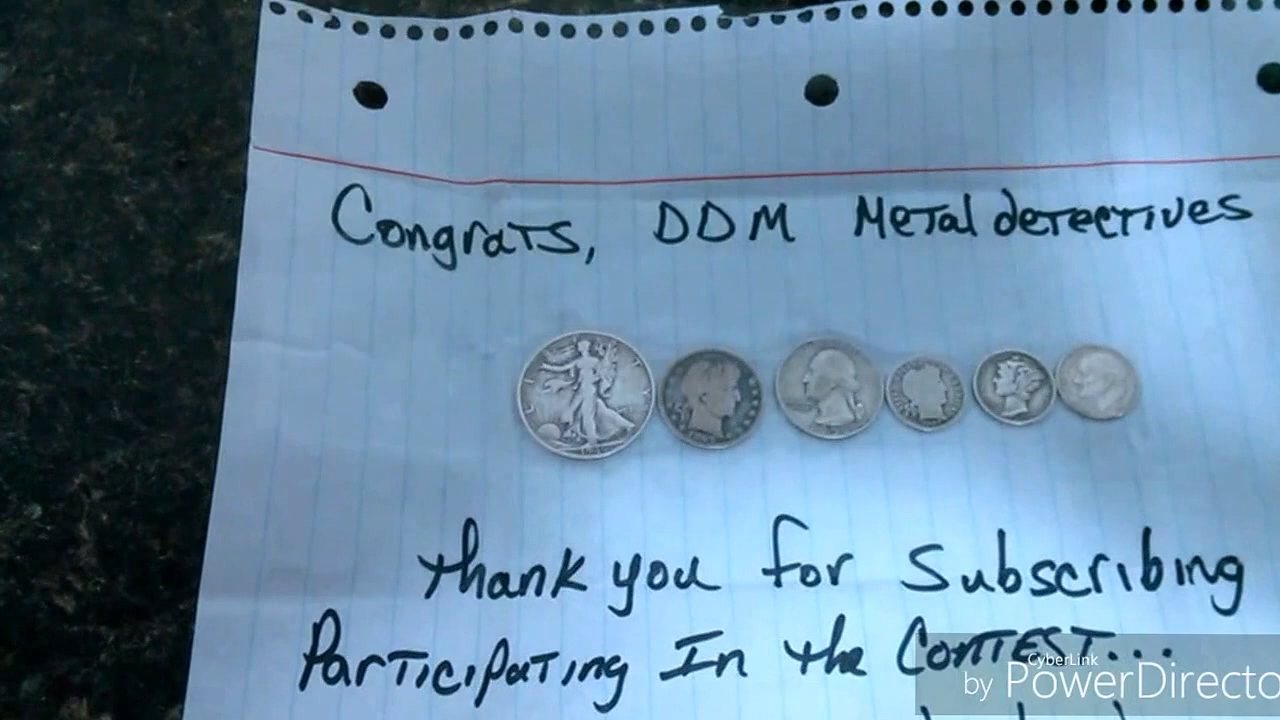 Congrats, DDM Metal detectives
Thank you for Subscribing
Participating In the Contest...
CyberLink
by PowerDirecto